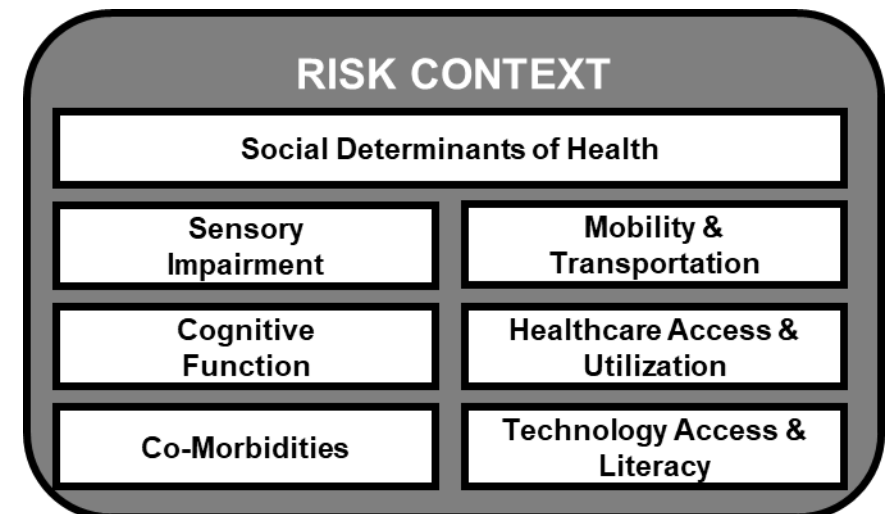 RISK CONTEXT
Social Determinants of Health
Sensory
Impairment
Mobility &
Transportation
Cognitive
Function
Healthcare Access &
Utilization
Co-Morbidities
Technology Access &
Literacy